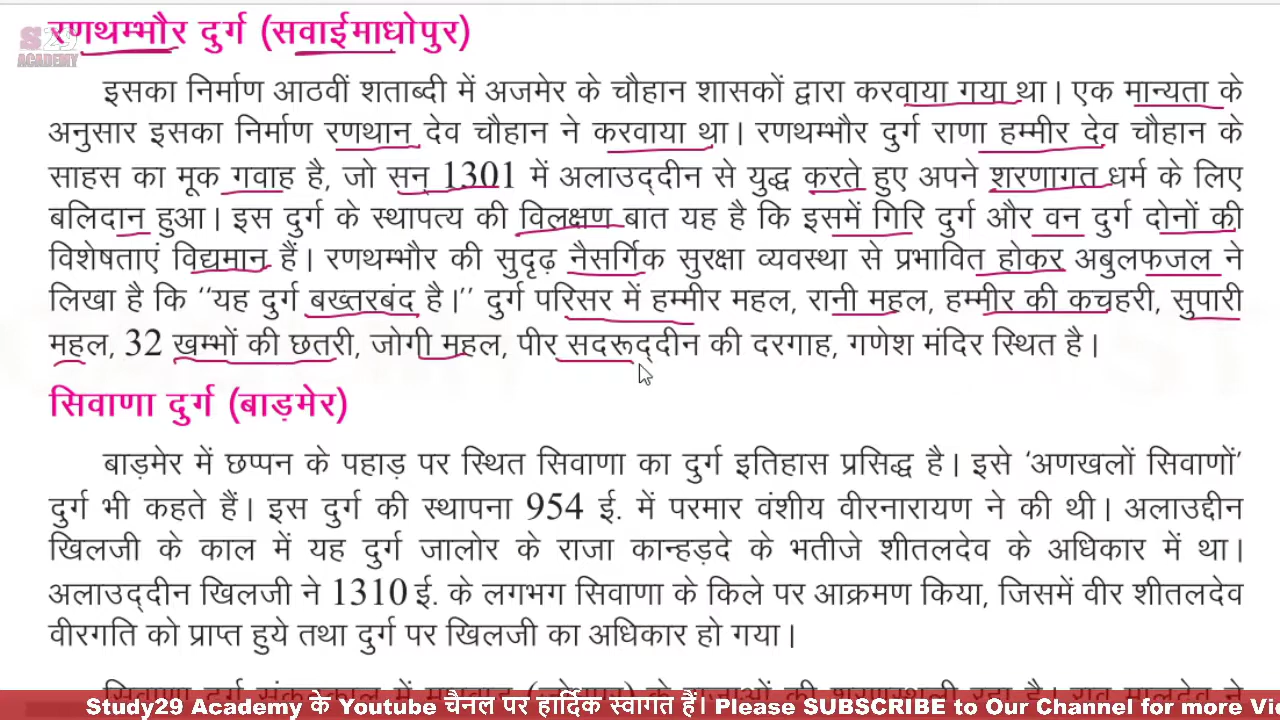 S29
ACADEMY
रणथम्भौर दुर्ग (सवाईमाधोपुर)
इसका निर्माण आठवीं शताब्दी में अजमेर के चौहान शासकों द्वारा करवाया गया था। एक मान्यता के
अनुसार इसका निर्माण रणथान देव चौहान ने करवाया था। रणथम्भौर दुर्ग राणा हम्मीर देव चौहान के
साहस का मूक गवाह है, जो सन् 1301 में अलाउद्दीन से युद्ध करते हुए अपने शरणागत धर्म के लिए
बलिदान हुआ। इस दुर्ग के स्थापत्य की विलक्षण बात यह है कि इसमें गिरि दुर्ग और वन दुर्ग दोनों की
विशेषताएं विद्यमान हैं। रणथम्भौर की सुदृढ़ नैसर्गिक सुरक्षा व्यवस्था से प्रभावित होकर अबुलफजल ने
लिखा है कि ‘‘यह दुर्ग बख्तरबंद है।’’ दुर्ग परिसर में हम्मीर महल, रानी महल, हम्मीर की कचहरी, सुपारी
महल, 32 खम्भों की छतरी, जोगी महल, पीर सदरूद्दीन की दरगाह, गणेश मंदिर स्थित है।
सिवाणा दुर्ग (बाड़मेर)
बाड़मेर में छप्पन के पहाड़ पर स्थित सिवाणा का दुर्ग इतिहास प्रसिद्ध है। इसे ‘अणखलों सिवाणों’
दुर्ग भी कहते हैं। इस दुर्ग की स्थापना 954 ई. में परमार वंशीय वीरनारायण ने की थी। अलाउद्दीन
खिलजी के काल में यह दुर्ग जालोर के राजा कान्हड़दे के भतीजे शीतलदेव के अधिकार में था।
अलाउद्दीन खिलजी ने 1310 ई. के लगभग सिवाणा के किले पर आक्रमण किया, जिसमें वीर शीतलदेव
वीरगति को प्राप्त हुये तथा दुर्ग पर खिलजी का अधिकार हो गया।
Study29 Academy के Youtube चैनल पर हार्दिक स्वागत हैं। Please SUBSCRIBE to Our Channel for more